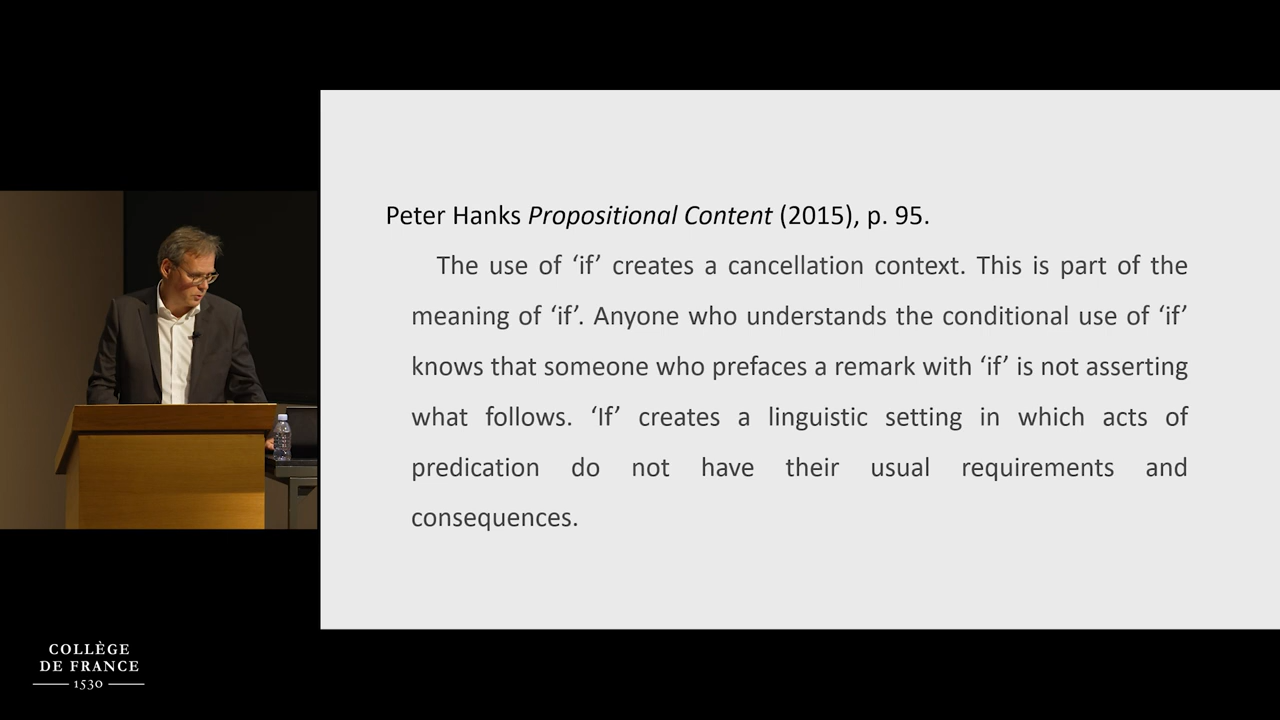 Peter Hanks Propositional Content (2015), p. 95.
The use of ‘if’ creates a cancellation context. This is part of the
meaning of ‘if’. Anyone who understands the conditional use of ‘if’
knows that someone who prefaces a remark with ‘if’ is not asserting
what follows. ‘If’ creates a linguistic setting in which acts of
predication do not have their usual requirements and
consequences.
COLLÈGE
DE FRANCE
1530